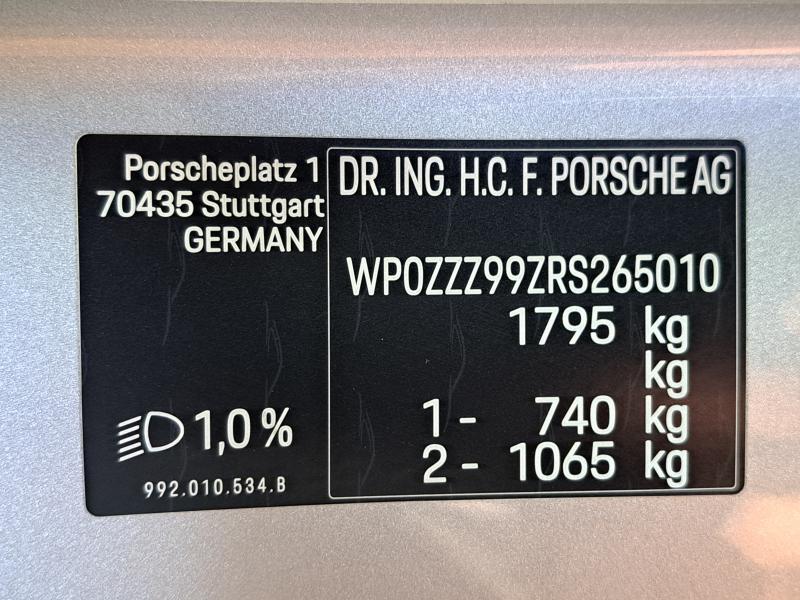 Porscheplatz 1
70435 Stuttgart
GERMANY
1,0 %
992.010.534.B
DR. ING. H.C. F. PORSCHE AG
WP0ZZZ99ZRS265010
1795 kg
kg
1 - 740 kg
2 - 1065 kg